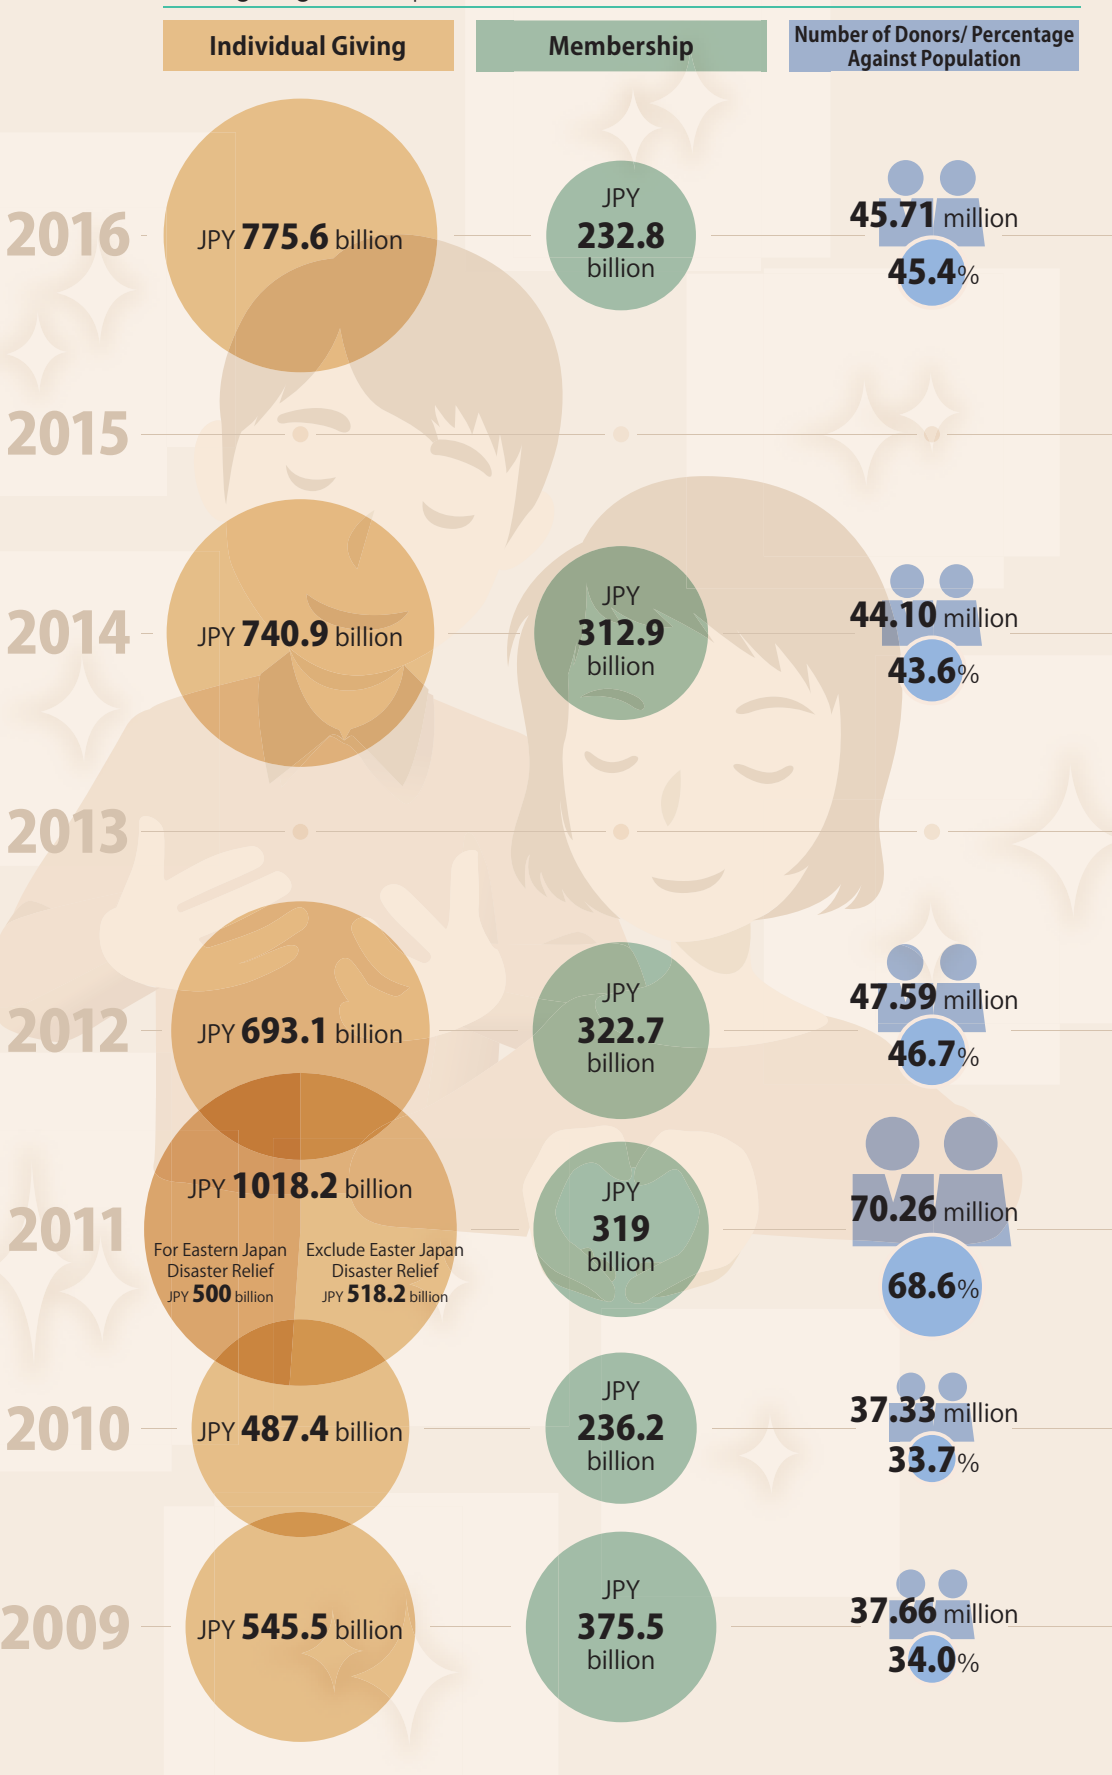 Individual Giving
Membership
Number of Donors/ Percentage
Against Population
2016
JPY 775.6 billion
JPY
232.8
billion
45.71 million
45.4%
2015
2014
JPY 740.9 billion
JPY
312.9
billion
44.10 million
43.6%
2013
2012
JPY 693.1 billion
JPY
322.7
billion
47.59 million
46.7%
2011
JPY 1018.2 billion
For Eastern Japan
Disaster Relief
JPY 500 billion
Exclude Easter Japan
Disaster Relief
JPY 518.2 billion
JPY
319
billion
70.26 million
68.6%
2010
JPY 487.4 billion
JPY
236.2
billion
37.33 million
33.7%
2009
JPY 545.5 billion
JPY
375.5
billion
37.66 million
34.0%